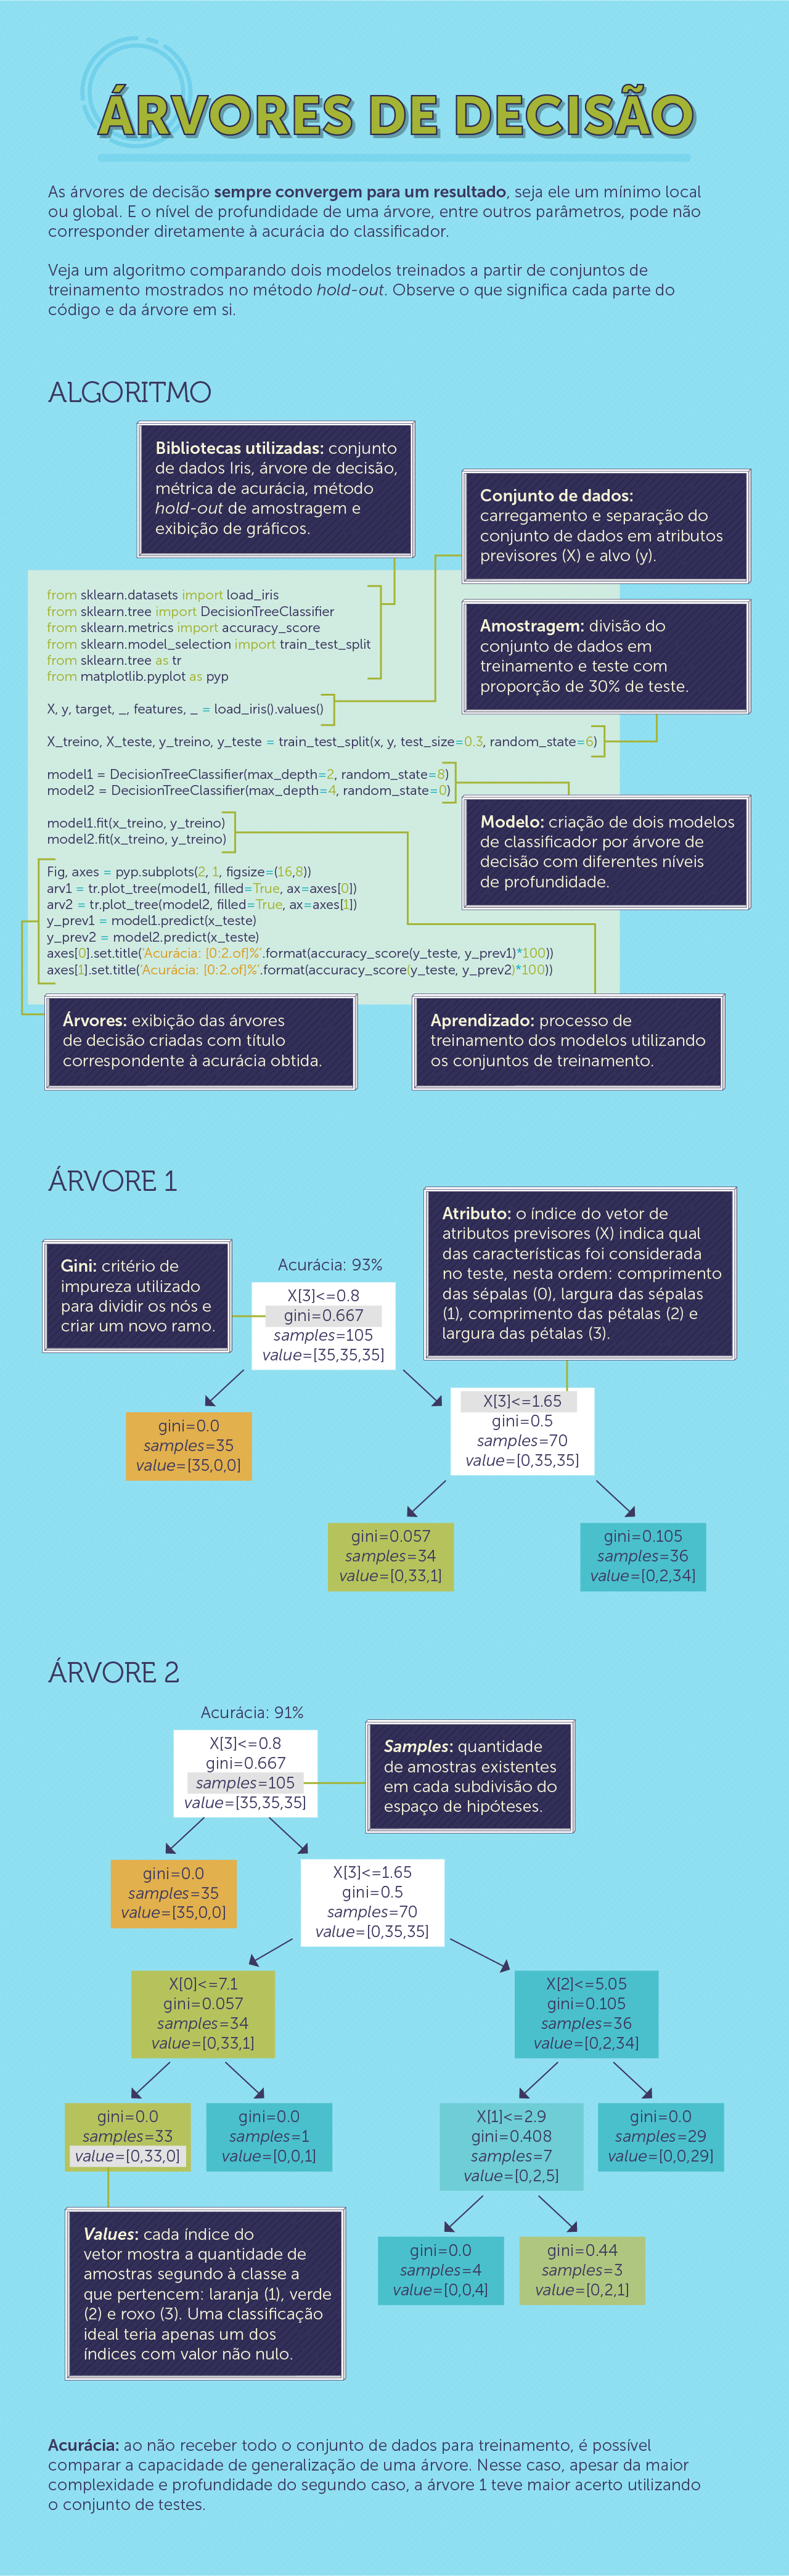 ÁRVORES DE DECISÃO
As árvores de decisão sempre convergem para um resultado, seja ele um mínimo local
ou global. E o nível de profundidade de uma árvore, entre outros parâmetros, pode não
corresponder diretamente à acurácia do classificador.
Veja um algoritmo comparando dois modelos treinados a partir de conjuntos de
treinamento mostrados no método hold-out. Observe o que significa cada parte do
código e da árvore em si.
ALGORITMO
Bibliotecas utilizadas: conjunto
de dados Iris, árvore de decisão,
métrica de acurácia, método
hold-out de amostragem e
exibição de gráficos.
Conjunto de dados:
carregamento e separação do
conjunto de dados em atributos
previsores (X) e alvo (y).
Amostragem: divisão do
conjunto de dados em
treinamento e teste com
proporção de 30% de teste.
from sklearn.datasets import load_iris
from sklearn.tree import DecisionTreeClassifier
from sklearn.metrics import accuracy_score
from sklearn.model_selection import train_test_split
from sklearn.tree as tr
from matplotlib.pyplot as pyp
X, y, target, _, features, _ = load_iris().values()
X_treino, X_teste, y_treino, y_teste = train_test_split(x, y, test_size=0.3, random_state=6)
model1 = DecisionTreeClassifier(max_depth=2, random_state=8)
model2 = DecisionTreeClassifier(max_depth=4, random_state=0)
model1.fit(x_treino, y_treino)
model2.fit(x_treino, y_treino)
Fig, axes = pyp.subplots(2, 1, figsize=(16,8))
arv1 = tr.plot_tree(model1, filled=True, ax=axes[0])
arv2 = tr.plot_tree(model2, filled=True, ax=axes[1])
y_prev1 = model1.predict(x_teste)
y_prev2 = model2.predict(x_teste)
axes[0].set.title('Acurácia: [0:2.of]%'.format(accuracy_score(y_teste, y_prev1)*100))
axes[1].set.title('Acurácia: [0:2.of]%'.format(accuracy_score(y_teste, y_prev2)*100))
Modelo: criação de dois modelos
de classificador por árvore de
decisão com diferentes níveis
de profundidade.
Árvores: exibição das árvores
de decisão criadas com título
correspondente à acurácia obtida.
Aprendizado: processo de
treinamento dos modelos utilizando
os conjuntos de treinamento.
ÁRVORE 1
Gini: critério de
impureza utilizado
para dividir os nós e
criar um novo ramo.
Atributo: o índice do vetor de
atributos previsores (X) indica qual
das características foi considerada
no teste, nesta ordem: comprimento
das sépalas (0), largura das sépalas
(1), comprimento das pétalas (2) e
largura das pétalas (3).
Acurácia: 93%
X[3]<=0.8
gini=0.667
samples=105
value=[35,35,35]
gini=0.0
samples=35
value=[35,0,0]
X[3]<=1.65
gini=0.5
samples=70
value=[0,35,35]
gini=0.057
samples=34
value=[0,33,1]
gini=0.105
samples=36
value=[0,2,34]
ÁRVORE 2
Acurácia: 91%
X[3]<=0.8
gini=0.667
samples=105
value=[35,35,35]
Samples: quantidade
de amostras existentes
em cada subdivisão do
espaço de hipóteses.
gini=0.0
samples=35
value=[35,0,0]
X[3]<=1.65
gini=0.5
samples=70
value=[0,35,35]
X[0]<=7.1
gini=0.057
samples=34
value=[0,33,1]
X[2]<=5.05
gini=0.105
samples=36
value=[0,2,34]
gini=0.0
samples=33
value=[0,33,0]
gini=0.0
samples=1
value=[0,0,1]
X[1]<=2.9
gini=0.408
samples=7
value=[0,2,5]
gini=0.0
samples=29
value=[0,0,29]
Values: cada índice do
vetor mostra a quantidade de
amostras segundo à classe a
que pertencem: laranja (1), verde
(2) e roxo (3). Uma classificação
ideal teria apenas um dos
índices com valor não nulo.
gini=0.0
samples=4
value=[0,0,4]
gini=0.44
samples=3
value=[0,2,1]
Acurácia: ao não receber todo o conjunto de dados para treinamento, é possível
comparar a capacidade de generalização de uma árvore. Nesse caso, apesar da maior
complexidade e profundidade do segundo caso, a árvore 1 teve maior acerto utilizando
o conjunto de testes.